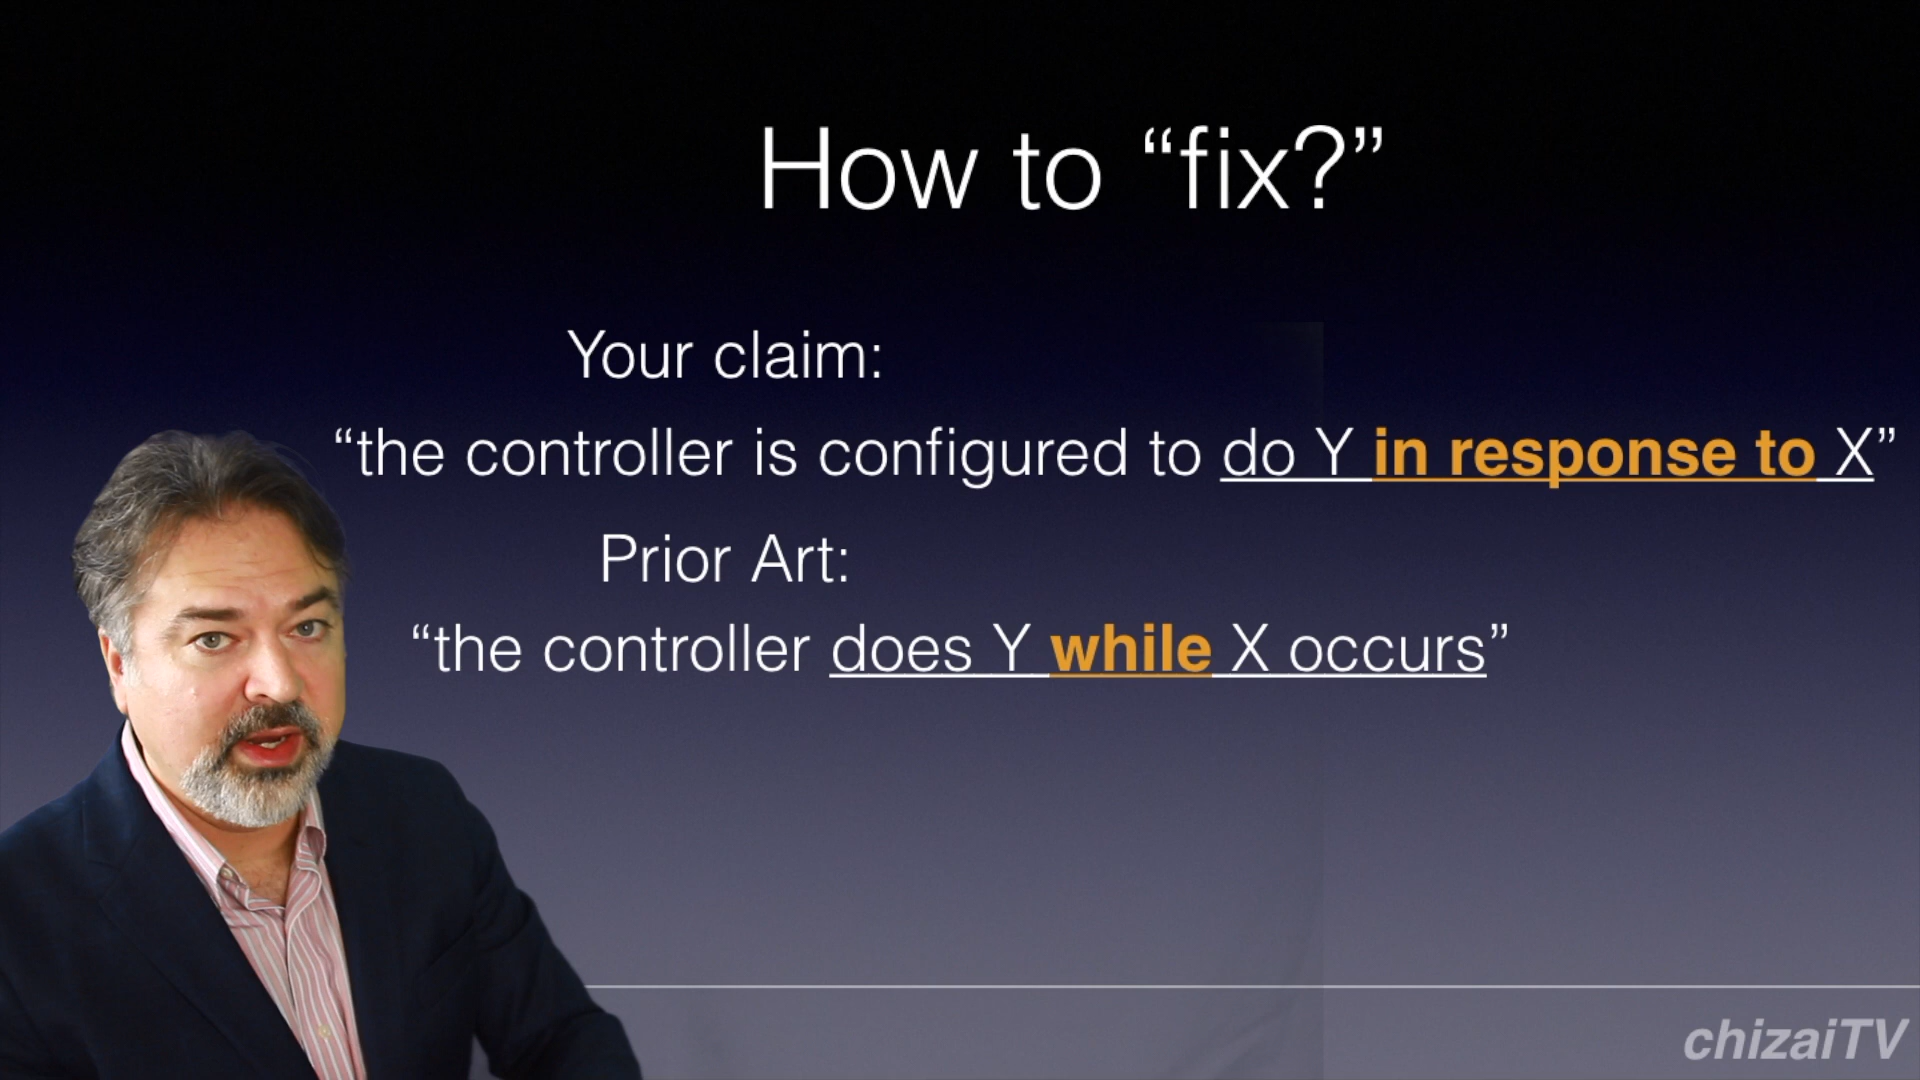 How to “fix?”
Your claim:
“the controller is configured to do Y in response to X”
Prior Art:
“the controller does Y while X occurs”
chizaiTV